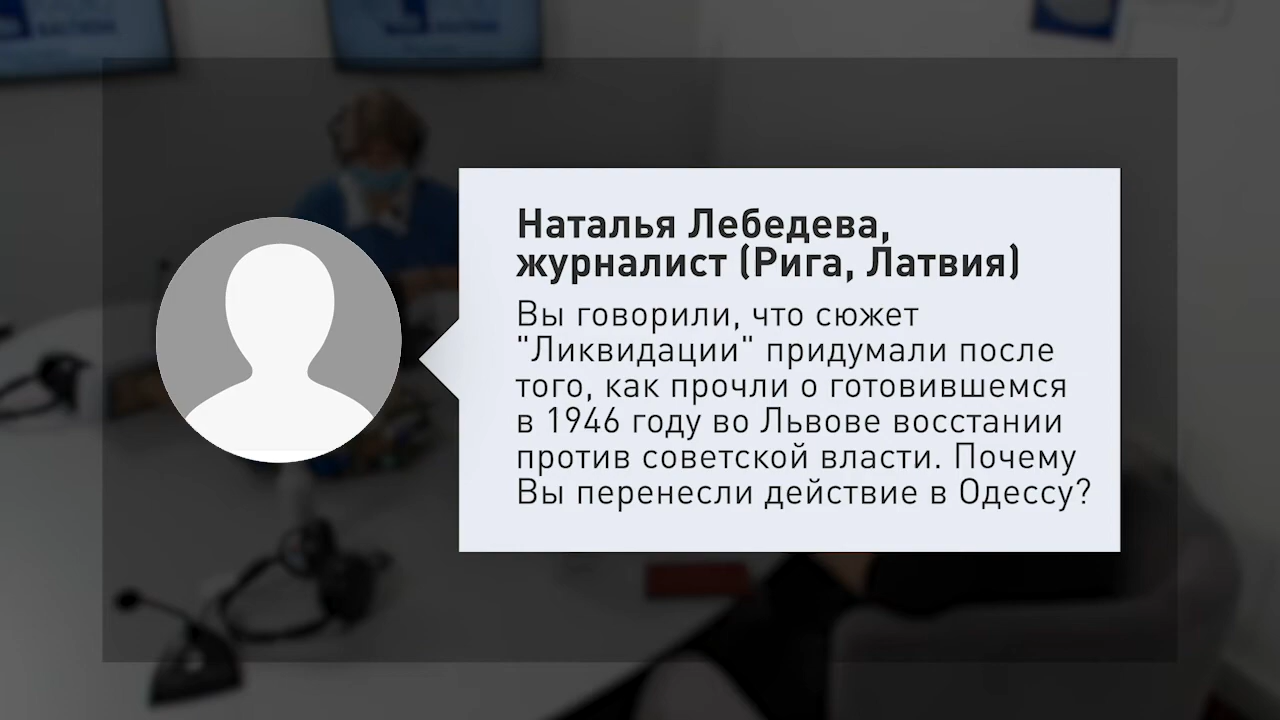 Наталья Лебедева,
журналист (Рига, Латвия)
Вы говорили, что сюжет
"Ликвидации" придумали после
того, как прочли о готовившемся
в 1946 году во Львове восстании
против советской власти. Почему
Вы перенесли действие в Одессу?